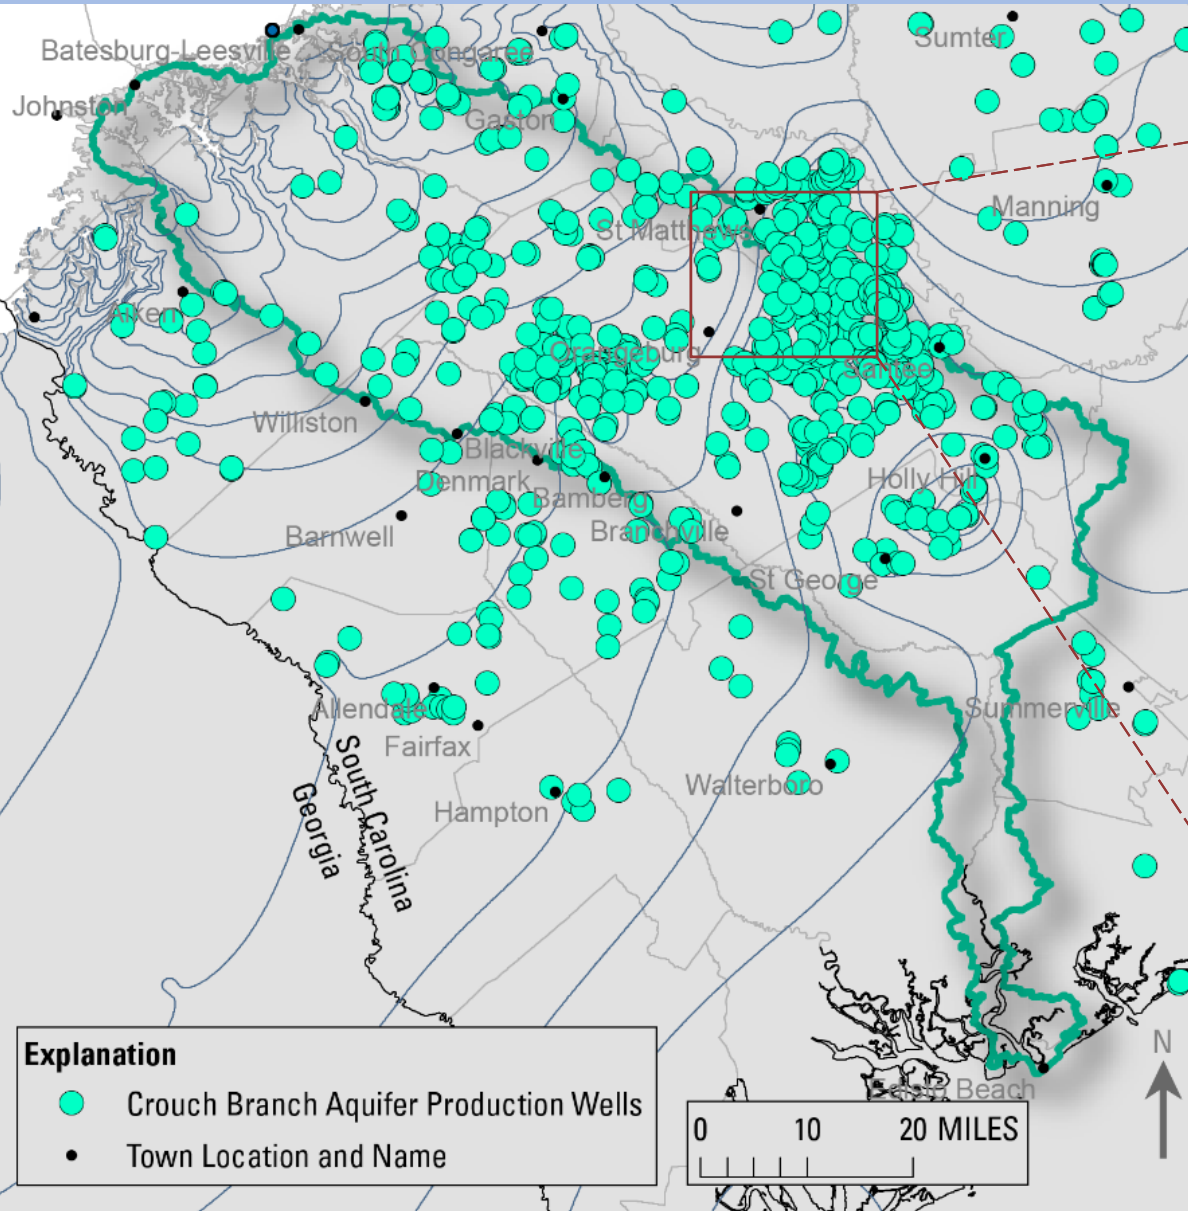 Sumter
Batesburg-Leesville
South Congaree
Johnston
Gaston
Manning
St Matthews
Aiken
Orangeburg
Santee
Williston
Blackville
Holly Hill
Denmark
Bamberg
Barnwell
Branchville
St George
Allendale
Summerville
Fairfax
South Carolina
Georgia
Walterboro
Hampton
Edisto Beach
N
Explanation
Crouch Branch Aquifer Production Wells
Town Location and Name
0 10 20 MILES